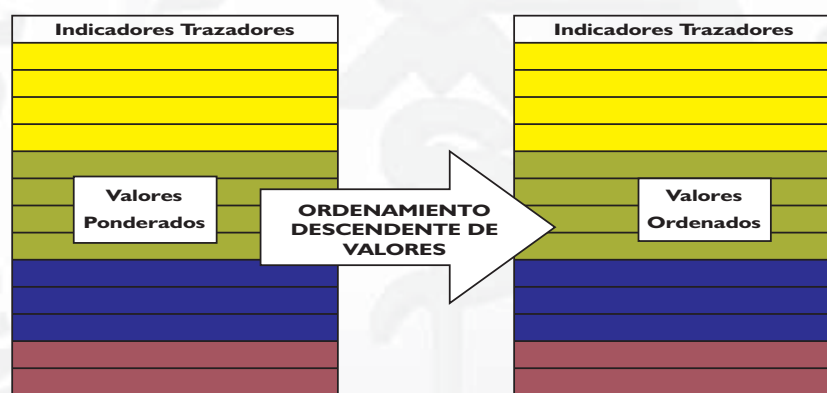 Indicadores Trazadores
Valores
Ponderados
ORDENAMIENTO
DESCENDENTE DE
VALORES
Indicadores Trazadores
Valores
Ordenados